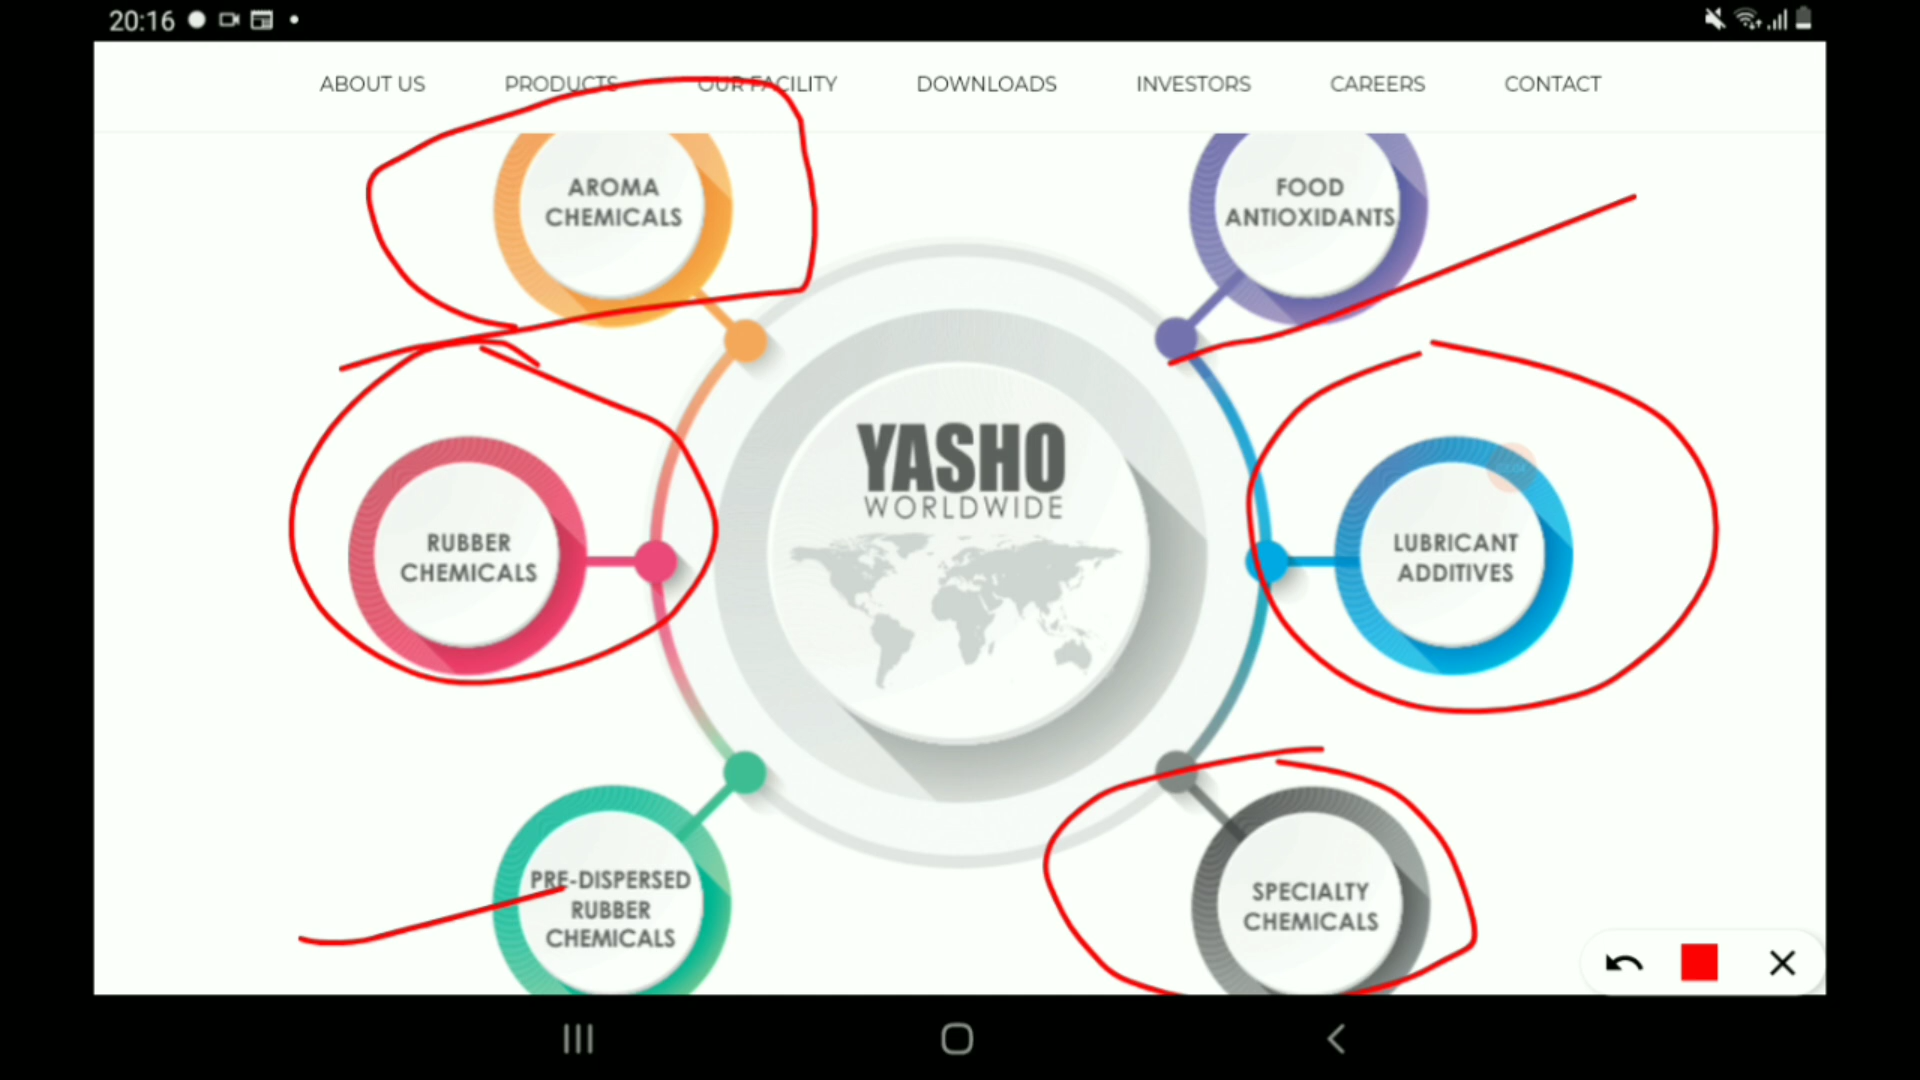 20:16
ABOUT US PRODUCTS OUR FACILITY DOWNLOADS INVESTORS CAREERS CONTACT
AROMA
CHEMICALS
FOOD
ANTIOXIDANTS
YASHO
WORLDWIDE
RUBBER
CHEMICALS
LUBRICANT
ADDITIVES
PRE-DISPERSED
RUBBER
CHEMICALS
SPECIALTY
CHEMICALS